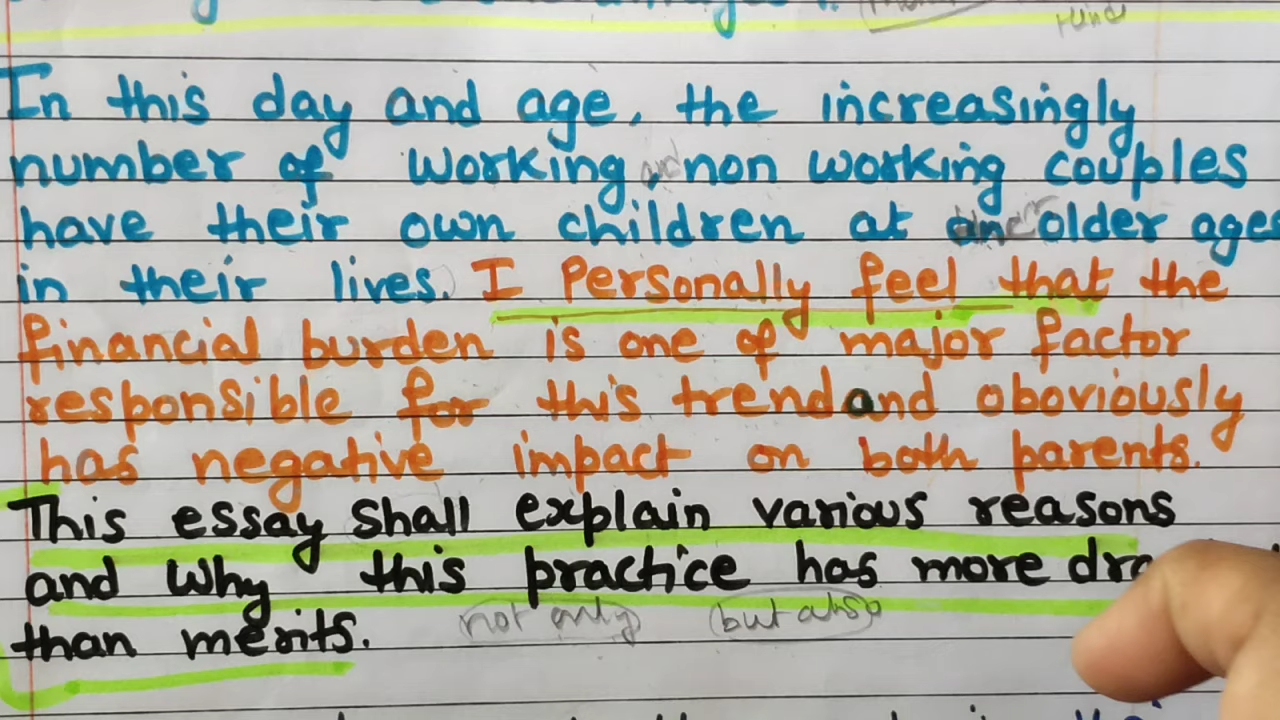 In this day and age, the increasingly
number of working, and non working couples
have their own children at an older ages
in their lives. I Personally feel that the
financial burden is one of major factor
responsible for this trend and oboviously
has negative impact on both parents.
This essay shall explain various reasons
and why this practice has more
than merits.
not only but also